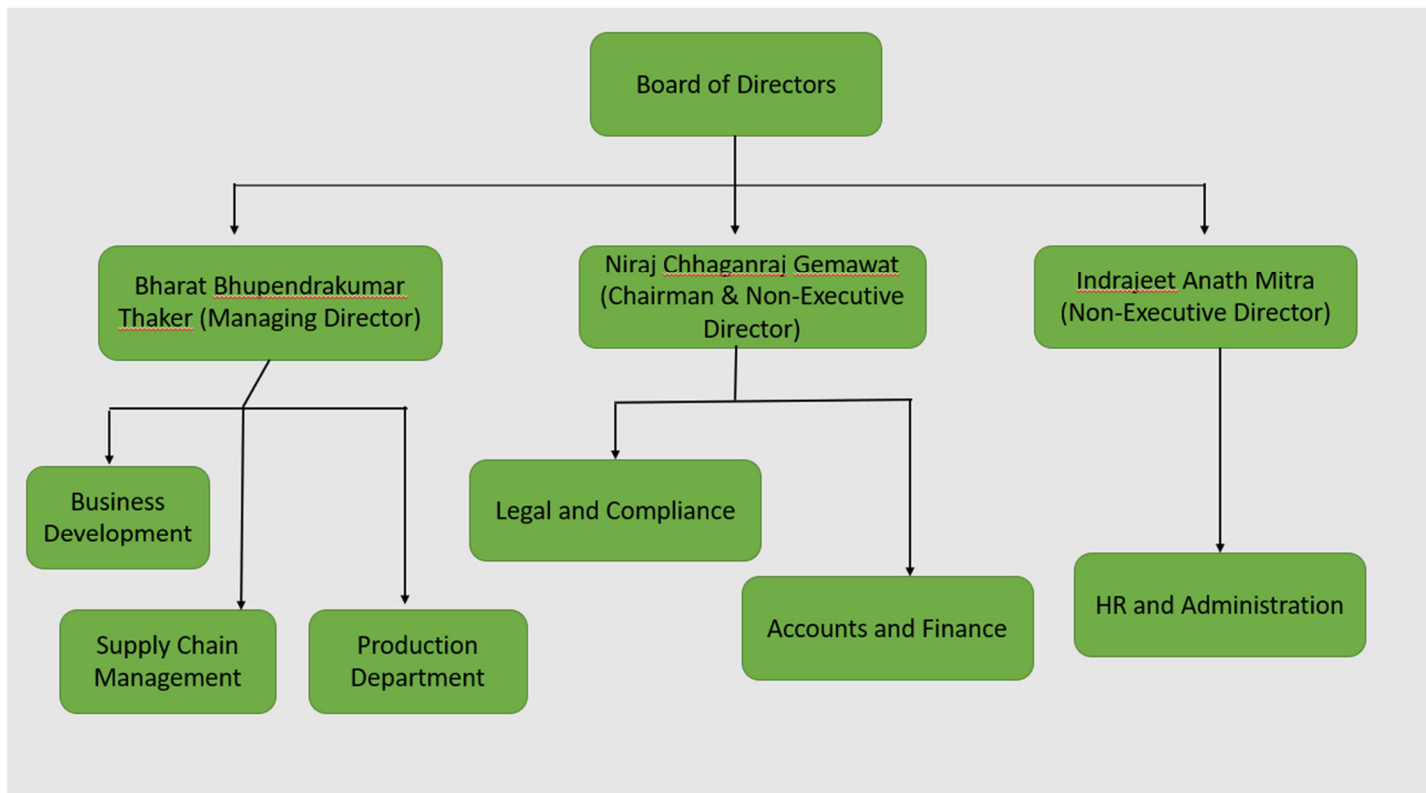 Board of Directors
Bharat Bhupendrakumar
Thaker (Managing Director)
Niraj Chhaganraj Gemawat
(Chairman & Non-Executive
Director)
Indrajeet Anath Mitra
(Non-Executive Director)
Business
Development
Legal and Compliance
HR and Administration
Accounts and Finance
Supply Chain
Management
Production
Department